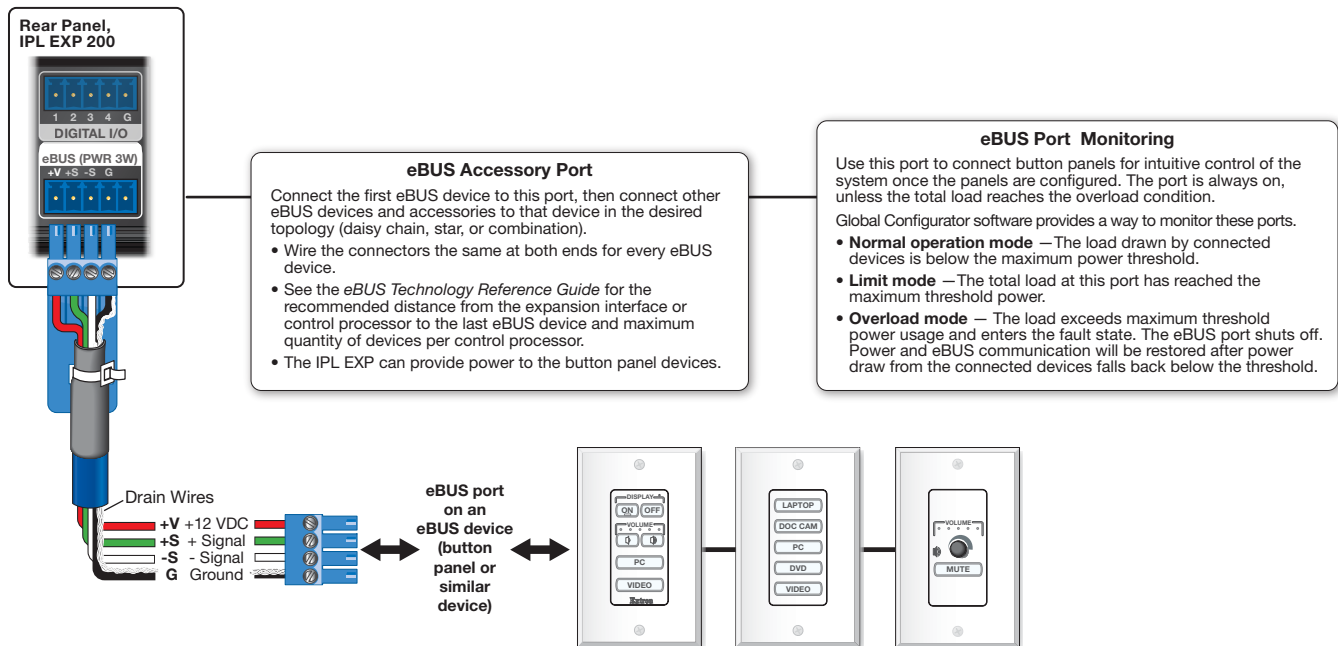 Rear Panel,
IPL EXP 200
1 2 3 4 G
DIGITAL I/O
eBUS (PWR 3W)
+V +S -S G
eBUS Accessory Port
Connect the first eBUS device to this port, then connect other
eBUS devices and accessories to that device in the desired
topology (daisy chain, star, or combination).
• Wire the connectors the same at both ends for every eBUS
device.
• See the eBUS Technology Reference Guide for the
recommended distance from the expansion interface or
control processor to the last eBUS device and maximum
quantity of devices per control processor.
• The IPL EXP can provide power to the button panel devices.
eBUS Port Monitoring
Use this port to connect button panels for intuitive control of the
system once the panels are configured. The port is always on,
unless the total load reaches the overload condition.
Global Configurator software provides a way to monitor these ports.
• Normal operation mode —The load drawn by connected
devices is below the maximum power threshold.
• Limit mode —The total load at this port has reached the
maximum threshold power.
• Overload mode — The load exceeds maximum threshold
power usage and enters the fault state. The eBUS port shuts off.
Power and eBUS communication will be restored after power
draw from the connected devices falls back below the threshold.
Drain Wires
+V +12 VDC
+S + Signal
-S - Signal
G Ground
eBUS port
on an
eBUS device
(button
panel or
similar
device)
DISPLAY
ON OFF
VOLUME
PC
VIDEO
Extron
LAPTOP
DOC CAM
PC
DVD
VIDEO
VOLUME
MUTE